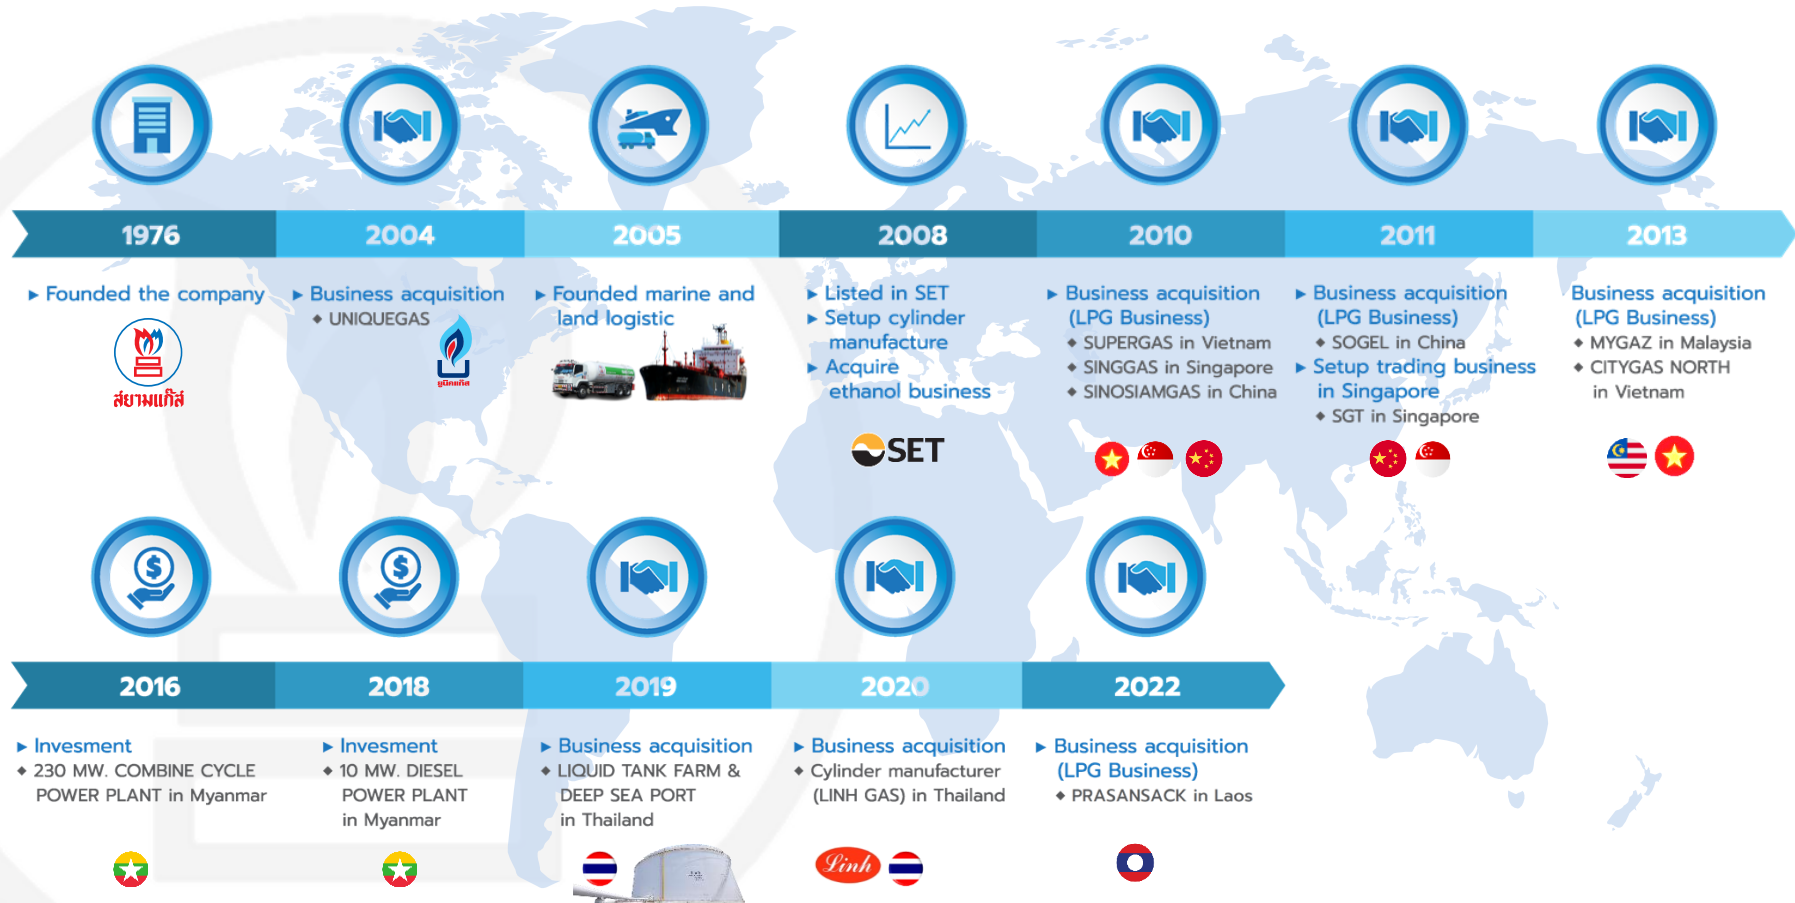 1976
2004
2005
2008
2010
2011
2013
► Founded the company
สยามแก๊ส
► Business acquisition
◆ UNIQUEGAS
ยูนิคแก๊ส
► Founded marine and
land logistic
► Listed in SET
► Setup cylinder
manufacture
► Acquire
ethanol business
SET
► Business acquisition
(LPG Business)
◆ SUPERGAS in Vietnam
◆ SINGGAS in Singapore
◆ SINOSIAMGAS in China
► Business acquisition
(LPG Business)
◆ SOGEL in China
► Setup trading business
in Singapore
◆ SGT in Singapore
Business acquisition
(LPG Business)
◆ MYGAZ in Malaysia
◆ CITYGAS NORTH
in Vietnam
2016
2018
2019
2020
2022
► Invesment
◆ 230 MW. COMBINE CYCLE
POWER PLANT in Myanmar
► Invesment
◆ 10 MW. DIESEL
POWER PLANT
in Myanmar
► Business acquisition
◆ LIQUID TANK FARM &
DEEP SEA PORT
in Thailand
► Business acquisition
◆ Cylinder manufacturer
(LINH GAS) in Thailand
Linh
► Business acquisition
(LPG Business)
◆ PRASANSACK in Laos